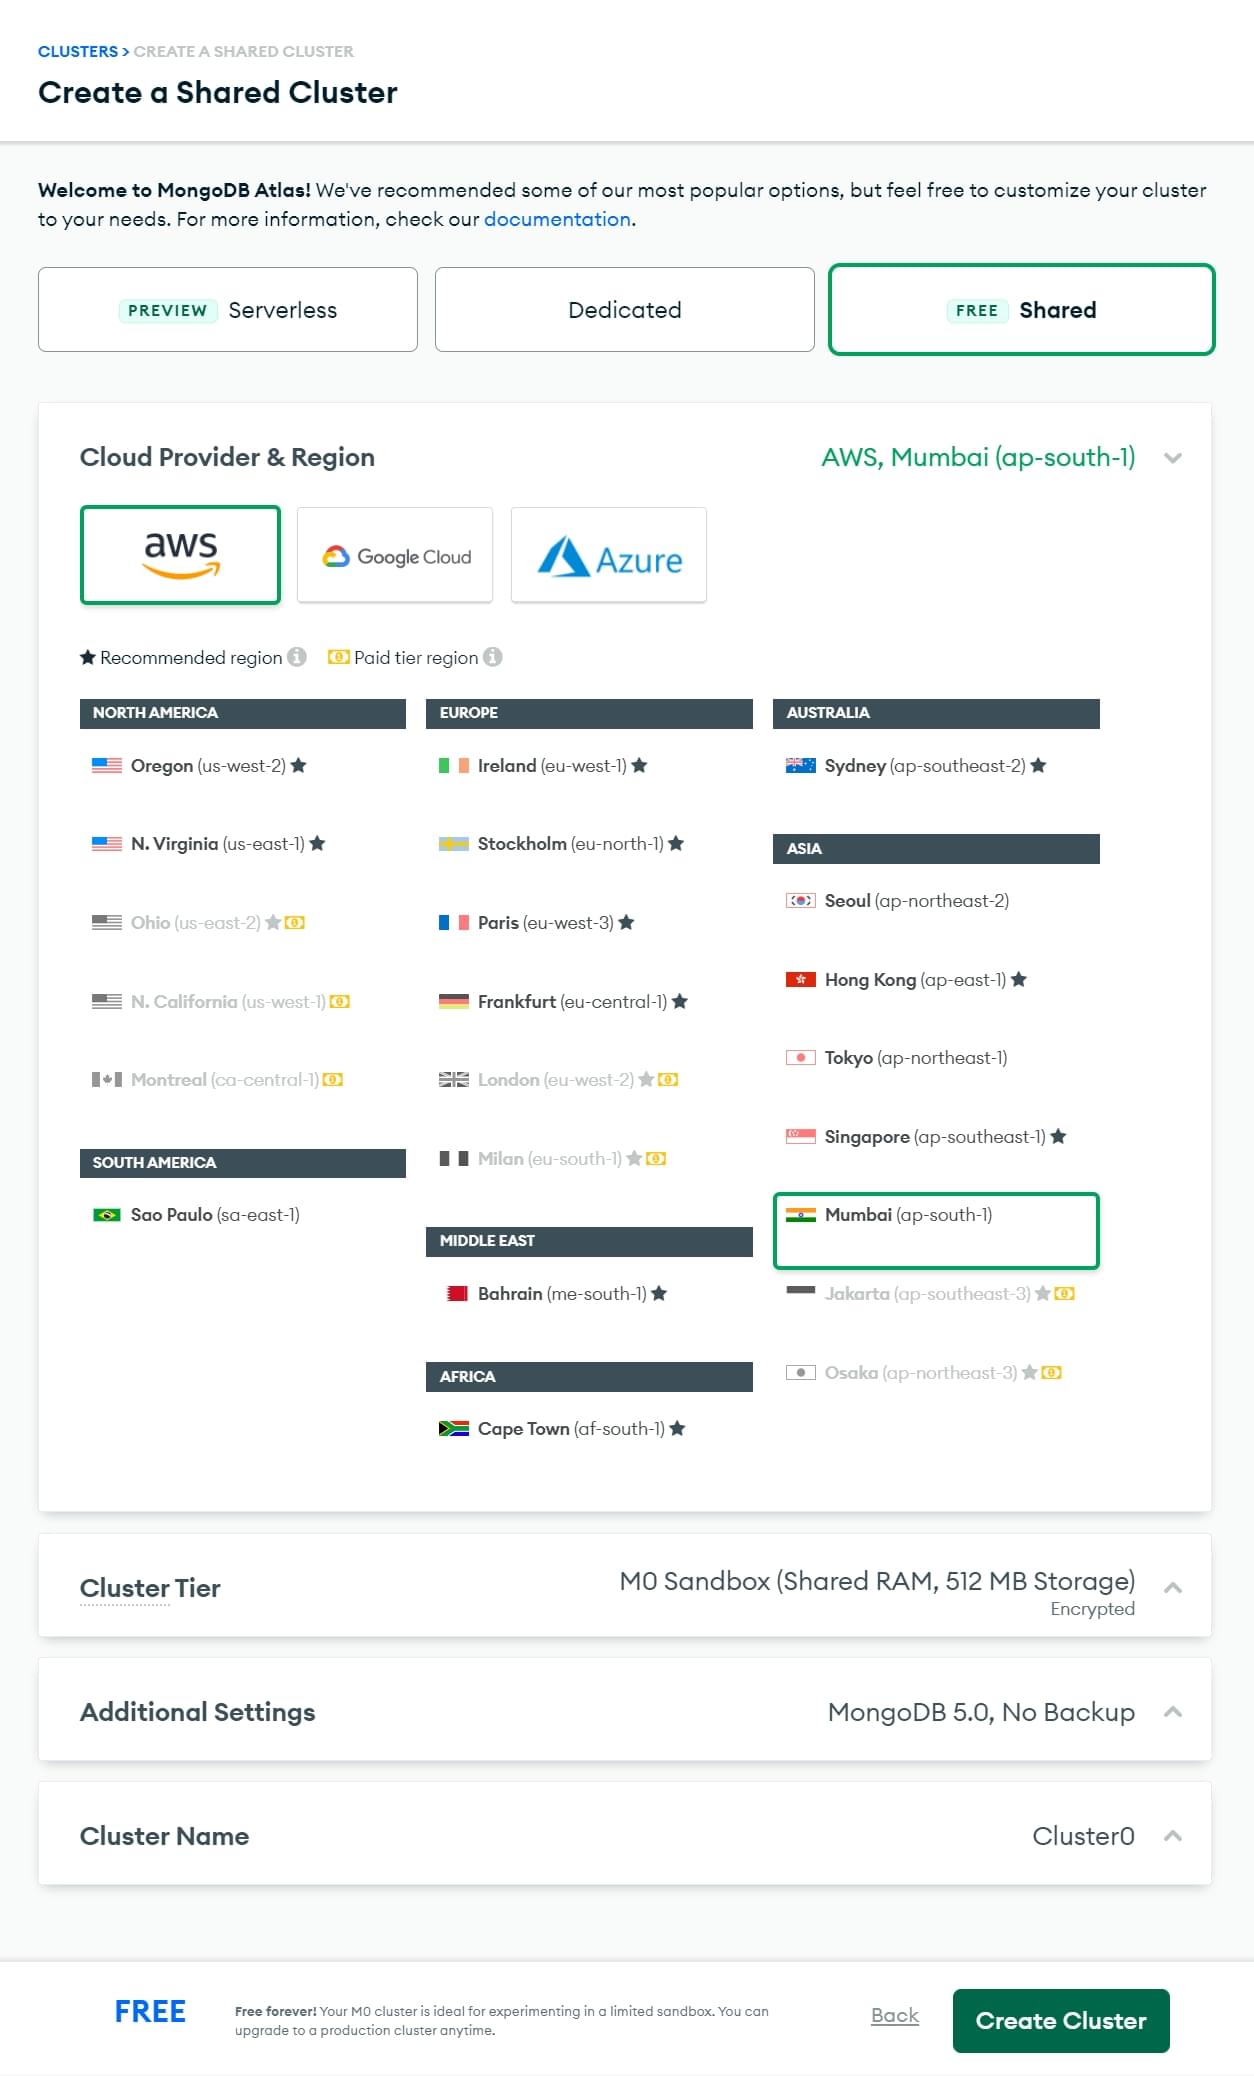 CLUSTERS > CREATE A SHARED CLUSTER
Create a Shared Cluster
Welcome to MongoDB Atlas! We've recommended some of our most popular options, but feel free to customize your cluster
to your needs. For more information, check our documentation.
PREVIEW Serverless
Dedicated
FREE Shared
Cloud Provider & Region
AWS, Mumbai (ap-south-1)
aws
Google Cloud
Azure
Recommended region
Paid tier region
NORTH AMERICA
Oregon (us-west-2)
N. Virginia (us-east-1)
Ohio (us-east-2)
N. California (us-west-1)
Montreal (ca-central-1)
SOUTH AMERICA
Sao Paulo (sa-east-1)
EUROPE
Ireland (eu-west-1)
Stockholm (eu-north-1)
Paris (eu-west-3)
Frankfurt (eu-central-1)
London (eu-west-2)
Milan (eu-south-1)
MIDDLE EAST
Bahrain (me-south-1)
AFRICA
Cape Town (af-south-1)
AUSTRALIA
Sydney (ap-southeast-2)
ASIA
Seoul (ap-northeast-2)
Hong Kong (ap-east-1)
Tokyo (ap-northeast-1)
Singapore (ap-southeast-1)
Mumbai (ap-south-1)
Jakarta (ap-southeast-3)
Osaka (ap-northeast-3)
Cluster Tier
M0 Sandbox (Shared RAM, 512 MB Storage)
Encrypted
Additional Settings
MongoDB 5.0, No Backup
Cluster Name
Cluster0
FREE
Free forever! Your M0 cluster is ideal for experimenting in a limited sandbox. You can
upgrade to a production cluster anytime.
Back
Create Cluster